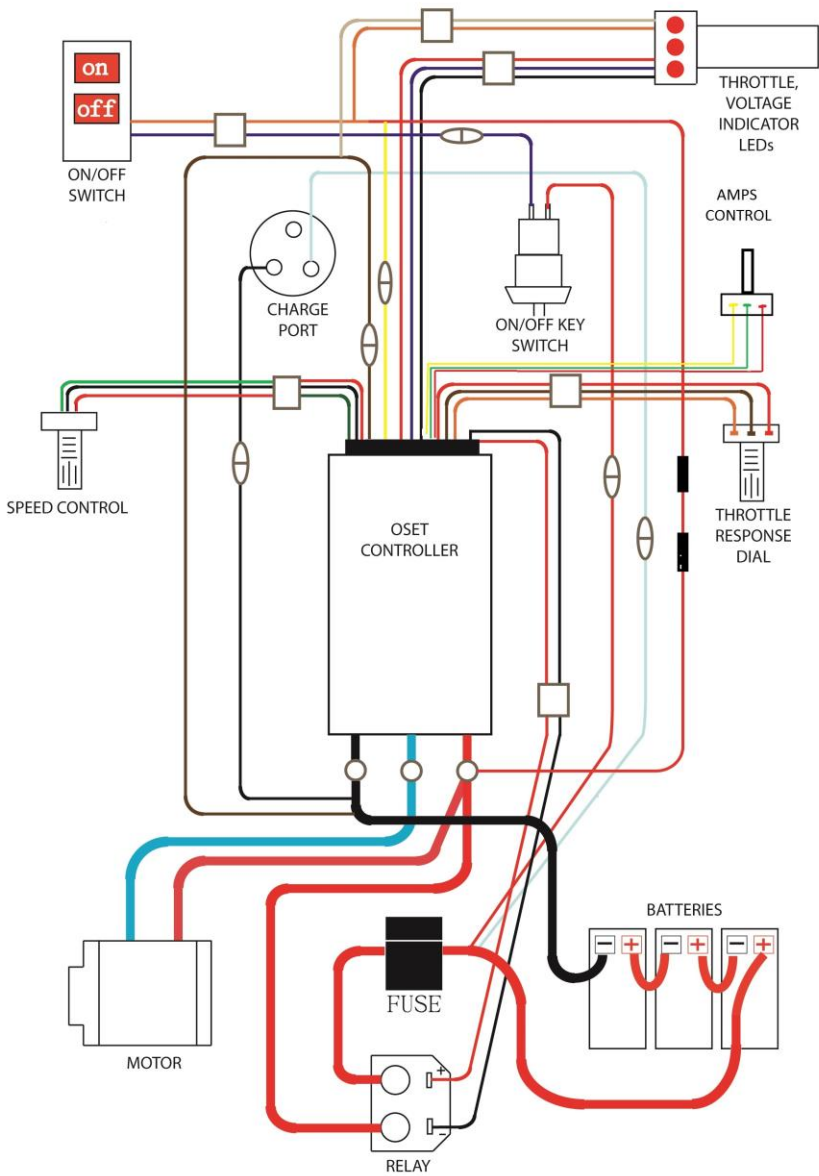 on
off
ON/OFF
SWITCH
THROTTLE,
VOLTAGE
INDICATOR
LEDs
AMPS
CONTROL
CHARGE
PORT
ON/OFF KEY
SWITCH
SPEED CONTROL
OSET
CONTROLLER
THROTTLE
RESPONSE
DIAL
BATTERIES
- + - + - +
FUSE
MOTOR
+
-
RELAY